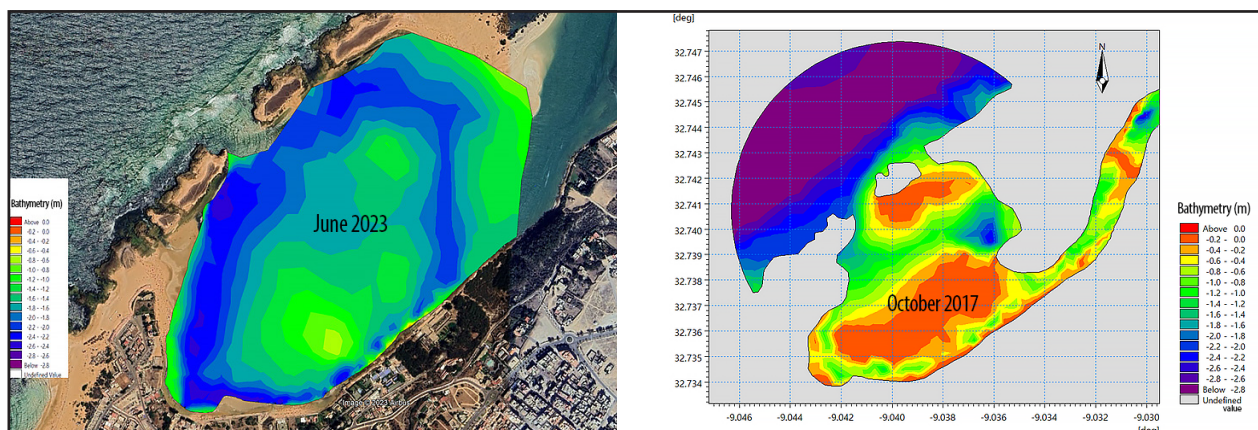 June 2023
Bathymetry (m)
Above 0.0
-0.2 - 0.0
-0.4 - -0.2
-0.6 - -0.4
-0.8 - -0.6
-1.0 - -0.8
-1.2 - -1.0
-1.4 - -1.2
-1.6 - -1.4
-1.8 - -1.6
-2.0 - -1.8
-2.2 - -2.0
-2.4 - -2.2
-2.6 - -2.4
-2.8 - -2.6
Below -2.8
Undefined Value
Image © 2023 Airbus
[deg]
32.747
32.746
32.745
32.743
32.742
32.740
32.739
32.738
32.737
32.736
32.735
32.734
N
October 2017
-9.046
-9.044
-9.042
-9.040
-9.038
-9.036
-9.034
-9.032
-9.030
[deg]
Bathymetry (m)
Above 0.0
-0.2 - 0.0
-0.4 - -0.2
-0.6 - -0.4
-0.8 - -0.6
-1.0 - -0.8
-1.2 - -1.0
-1.4 - -1.2
-1.6 - -1.4
-1.8 - -1.6
-2.0 - -1.8
-2.2 - -2.0
-2.4 - -2.2
-2.6 - -2.4
-2.8 - -2.6
Below -2.8
Undefined
value